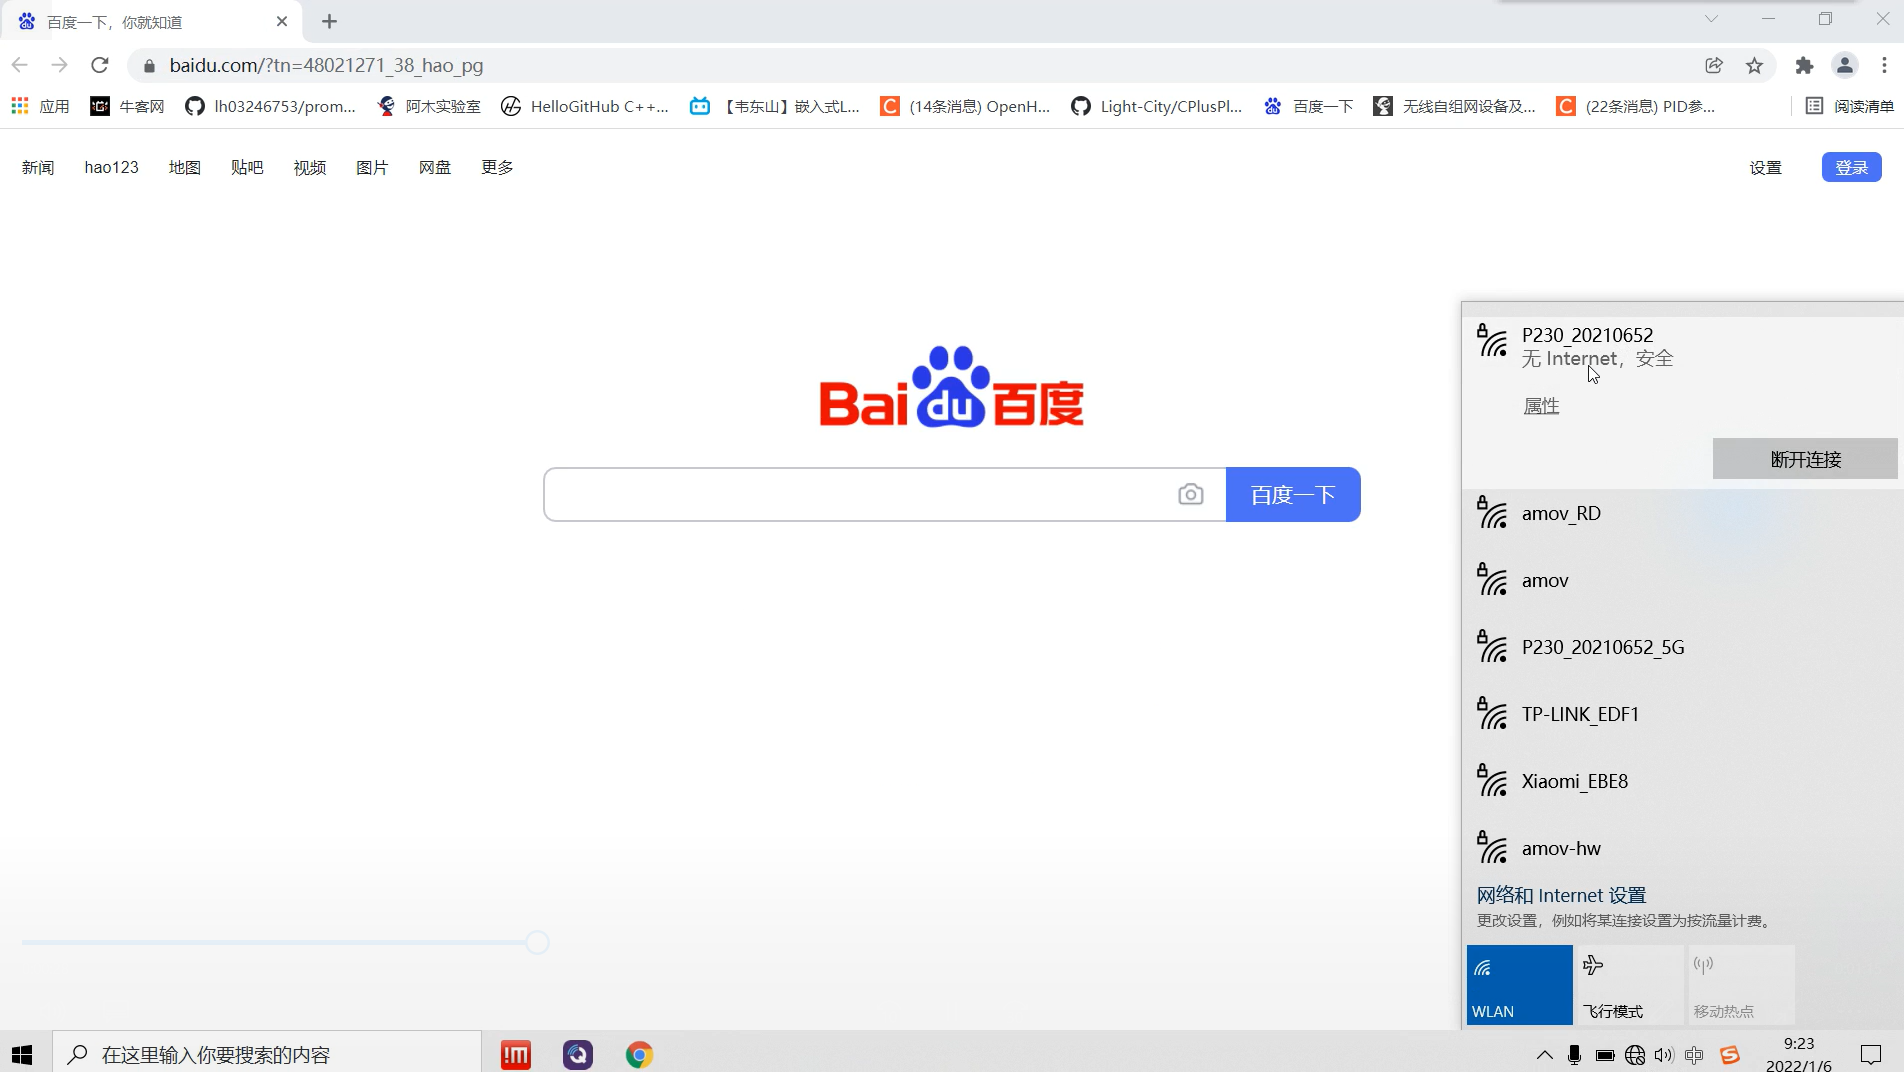 百度一下，你就知道
baidu.com/?tn=48021271_38_hao_pg
应用
牛客网
lh03246753/prom...
阿木实验室
HelloGitHub C++...
【韦东山】嵌入式L...
(14条消息) OpenH...
Light-City/CPlusPl...
百度一下
无线自组网设备及...
(22条消息) PID参...
阅读清单
新闻
hao123
地图
贴吧
视频
图片
网盘
更多
设置
登录
Bai du 百度
百度一下
P230_20210652
无 Internet，安全
属性
断开连接
amov_RD
amov
P230_20210652_5G
TP-LINK_EDF1
Xiaomi_EBE8
amov-hw
网络和 Internet 设置
更改设置，例如将某连接设置为按流量计费。
WLAN
飞行模式
移动热点
在这里输入你要搜索的内容
中
9:23
2022/1/6